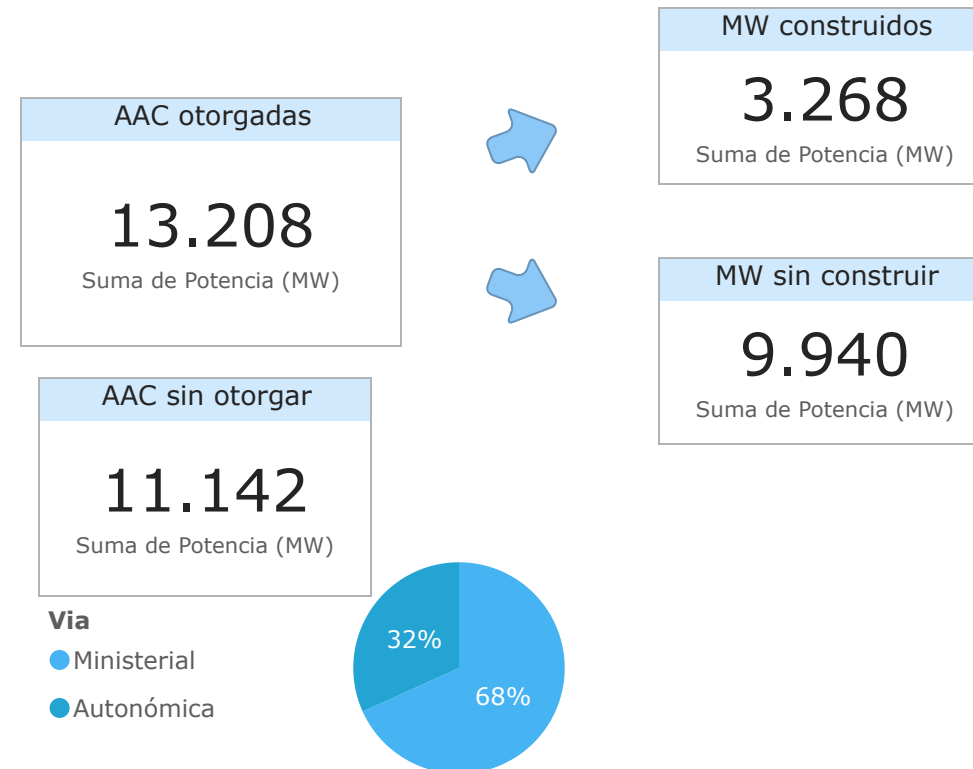 AAC otorgadas
13.208
Suma de Potencia (MW)
MW construidos
3.268
Suma de Potencia (MW)
MW sin construir
9.940
Suma de Potencia (MW)
AAC sin otorgar
11.142
Suma de Potencia (MW)
Via
Ministerial
Autonómica
32%
68%